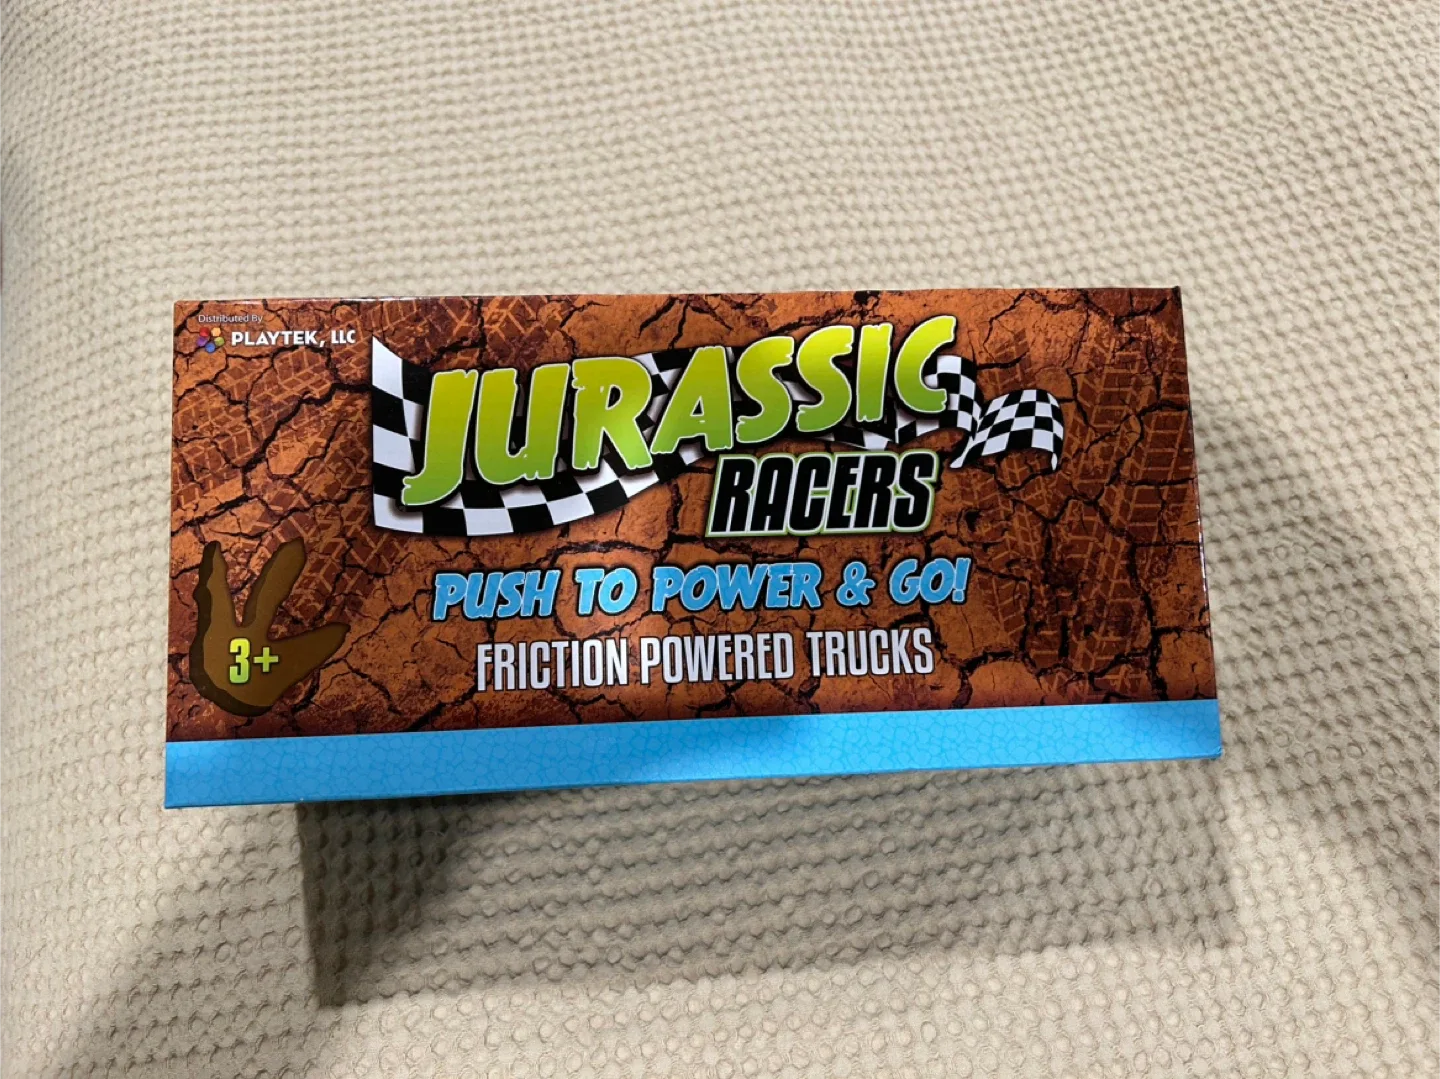 Distributed By
PLAYTEK, LLC
JURASSIC
RACERS
PUSH TO POWER & GO!
FRICTION POWERED TRUCKS
3+